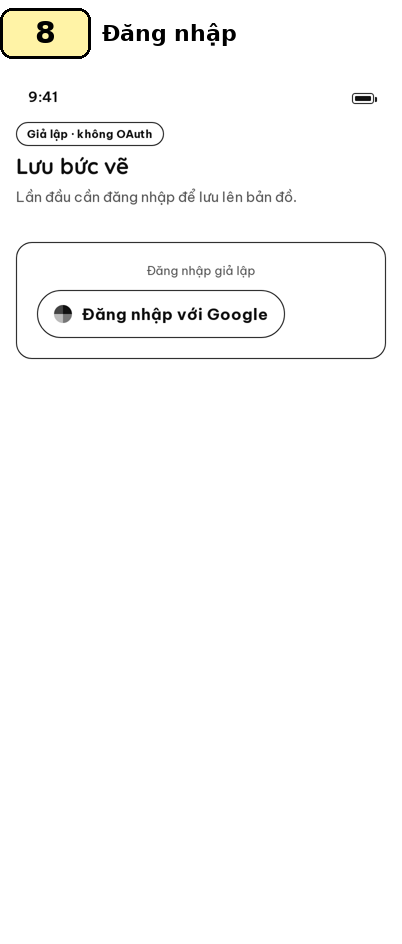 8 Đăng nhập
9:41
Giả lập · không OAuth
Lưu bức vẽ
Lần đầu cần đăng nhập để lưu lên bản đồ.
Đăng nhập giả lập
Đăng nhập với Google